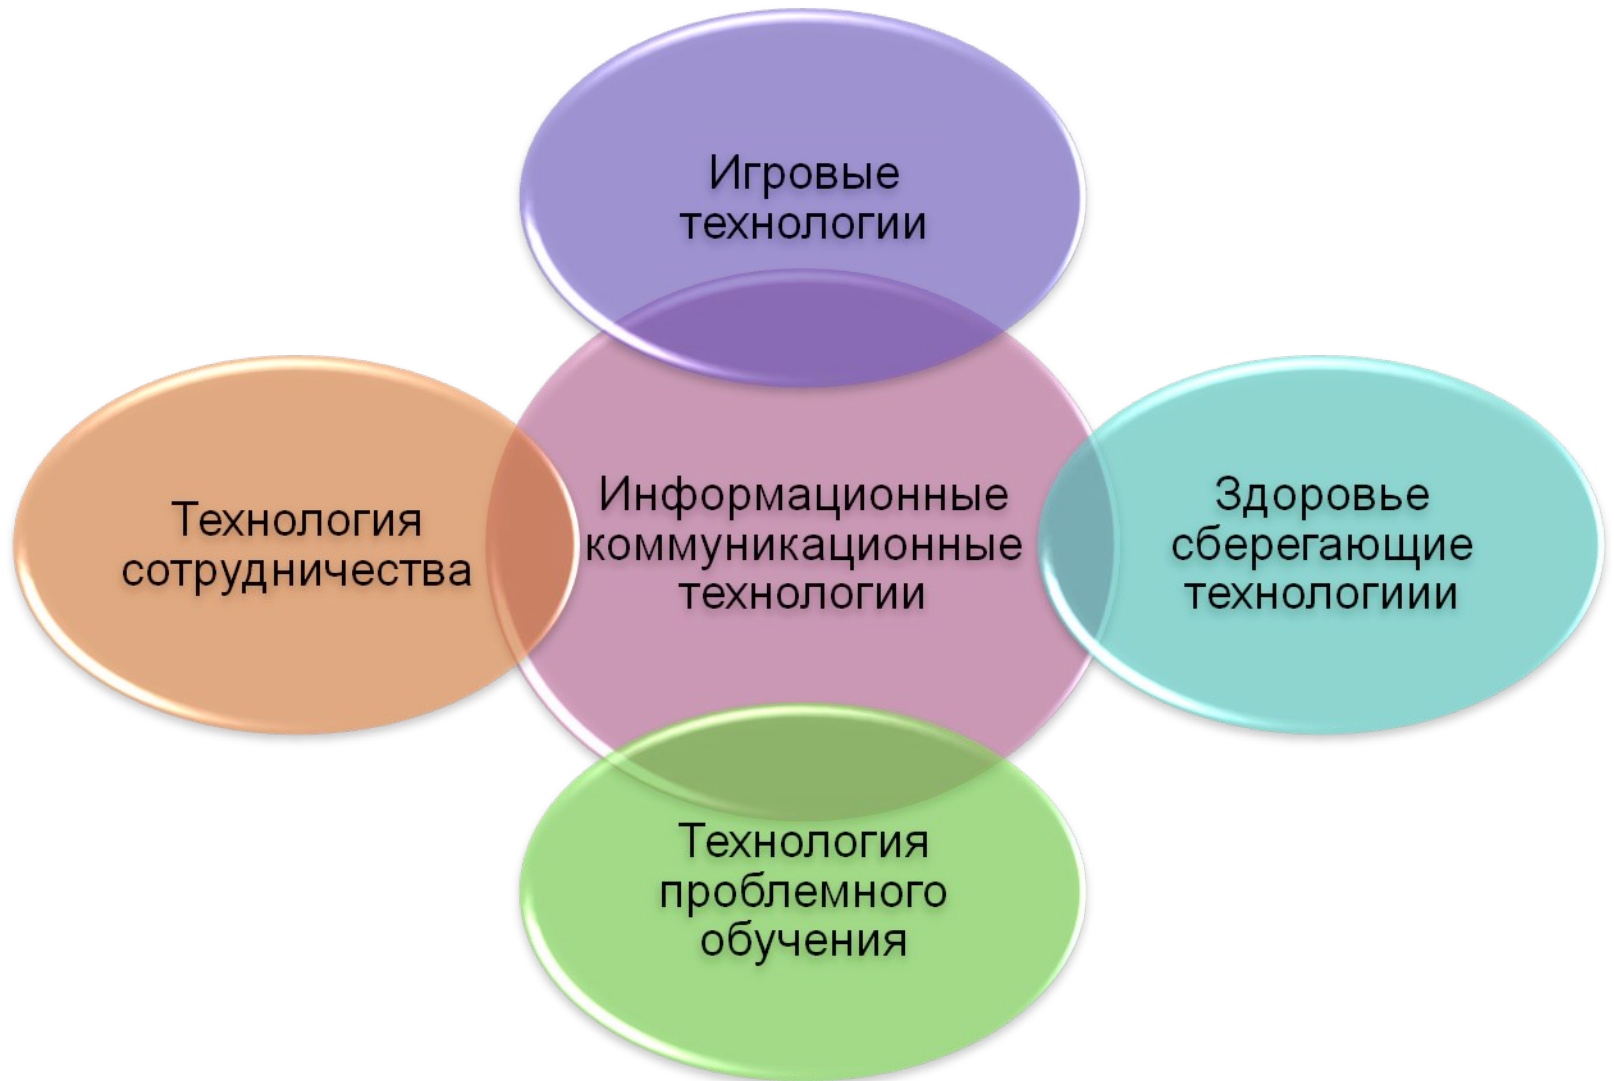 Игровые
технологии
Технология
сотрудничества
Информационные
коммуникационные
технологии
Здоровье
сберегающие
технологиии
Технология
проблемного
обучения